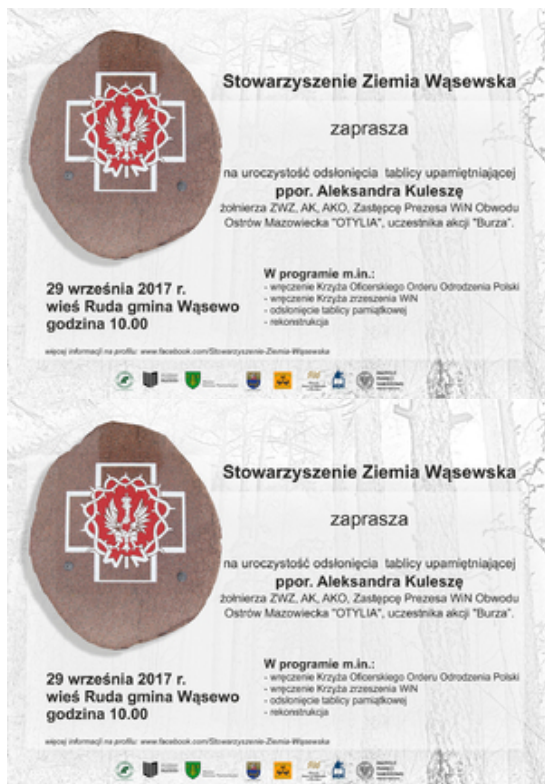 Stowarzyszenie Ziemia Wąsewska
zaprasza
na uroczystość odsłonięcia tablicy upamiętniającej
ppor. Aleksandra Kuleszę
żołnierza ZWZ, AK, AKO, Zastępcę Prezesa WiN Obwodu
Ostrów Mazowiecka "OTYLIA", uczestnika akcji "Burza".
29 września 2017 r.
wieś Ruda gmina Wąsewo
godzina 10.00
W programie m.in.:
- wręczenie Krzyża Oficerskiego Orderu Odrodzenia Polski
- wręczenie Krzyża zrzeszenia WiN
- odsłonięcie tablicy pamiątkowej
- rekonstrukcja
więcej informacji na profilu: www.facebook.com/Stowarzyszenie-Ziemia-Wąsewska
Stowarzyszenie Ziemia Wąsewska
zaprasza
na uroczystość odsłonięcia tablicy upamiętniającej
ppor. Aleksandra Kuleszę
żołnierza ZWZ, AK, AKO, Zastępcę Prezesa WiN Obwodu
Ostrów Mazowiecka "OTYLIA", uczestnika akcji "Burza".
29 września 2017 r.
wieś Ruda gmina Wąsewo
godzina 10.00
W programie m.in.:
- wręczenie Krzyża Oficerskiego Orderu Odrodzenia Polski
- wręczenie Krzyża zrzeszenia WiN
- odsłonięcie tablicy pamiątkowej
- rekonstrukcja
więcej informacji na profilu: www.facebook.com/Stowarzyszenie-Ziemia-Wąsewska